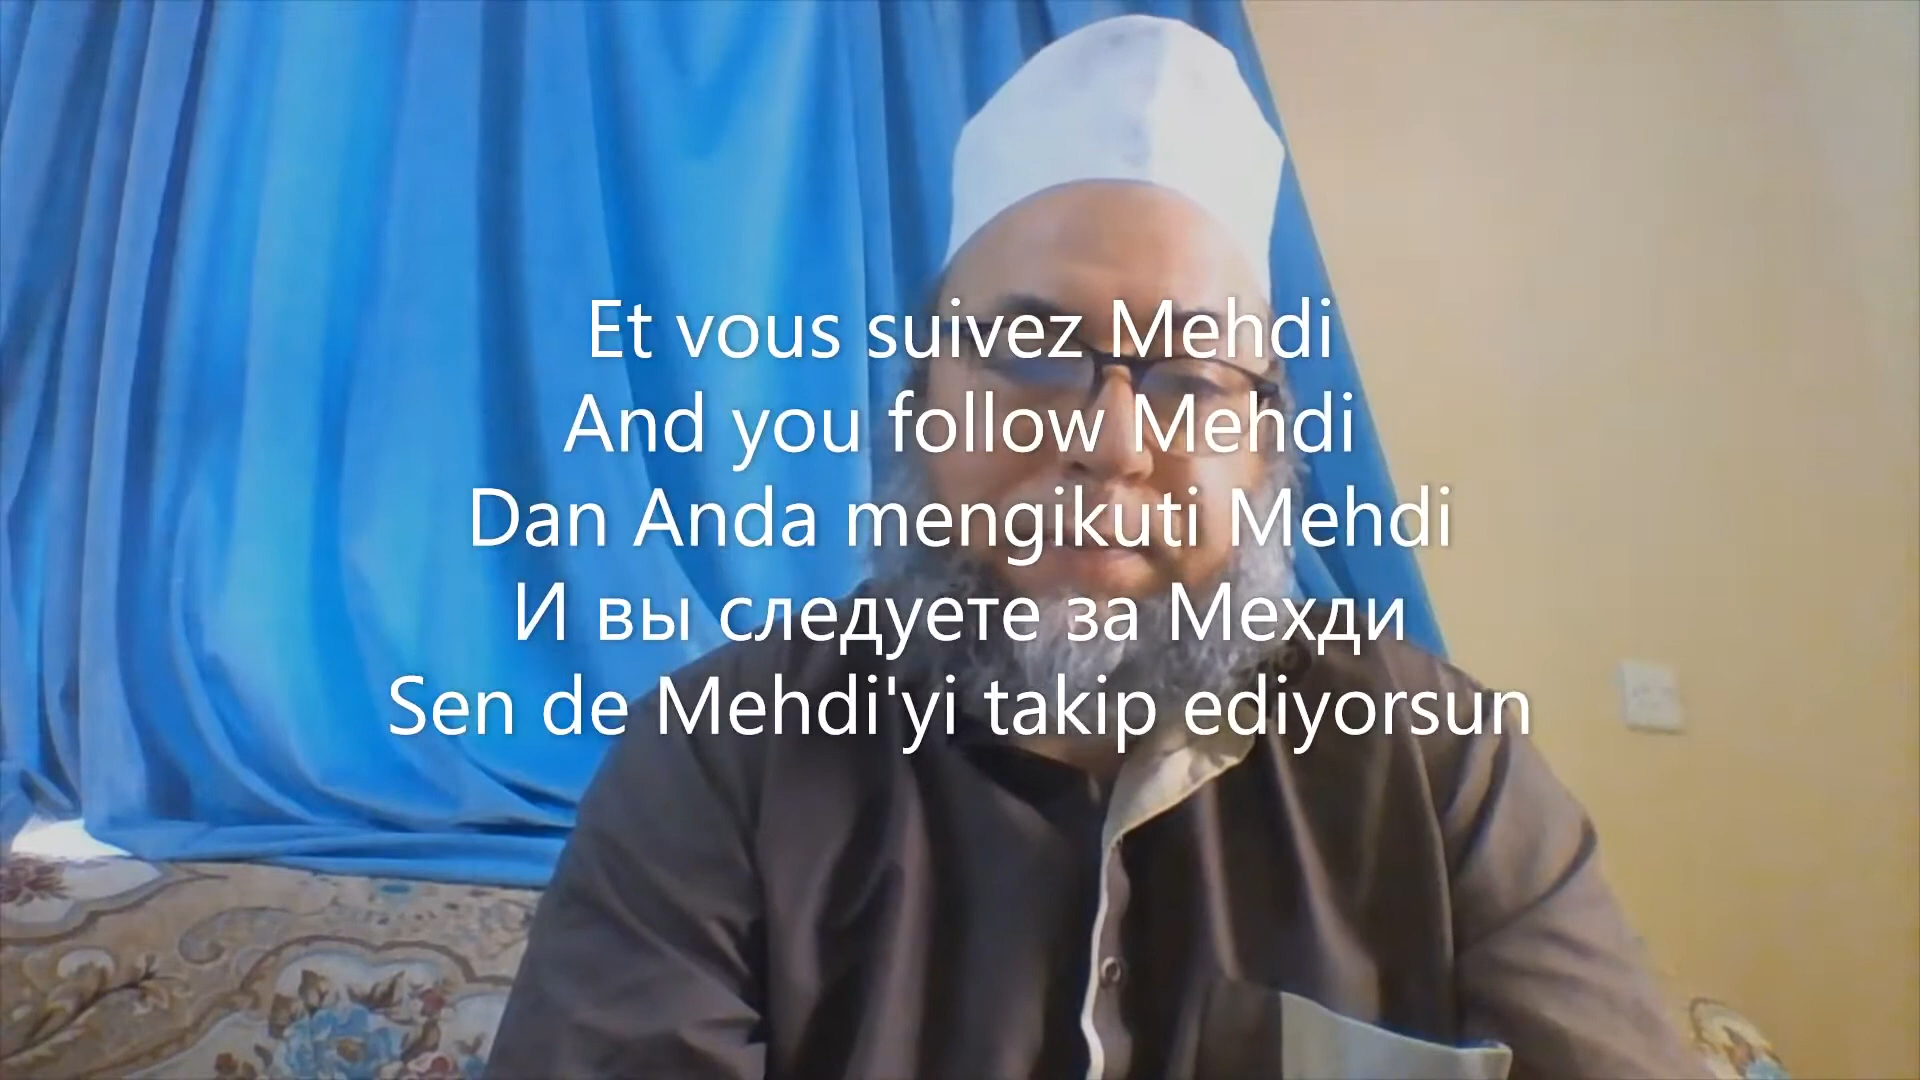 Et vous suivez Mehdi
And you follow Mehdi
Dan Anda mengikuti Mehdi
И вы следуете за Мехди
Sen de Mehdi'yi takip ediyorsun